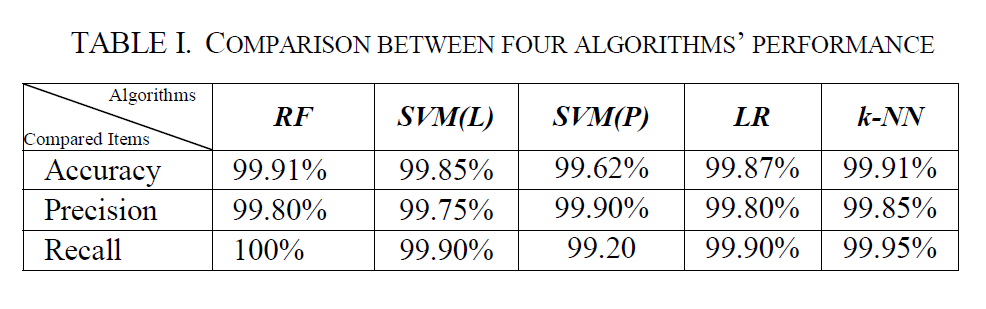 TABLE I. COMPARISON BETWEEN FOUR ALGORITHMS' PERFORMANCE
Algorithms
Compared Items
RF SVM(L) SVM(P) LR k-NN
Accuracy 99.91% 99.85% 99.62% 99.87% 99.91%
Precision 99.80% 99.75% 99.90% 99.80% 99.85%
Recall 100% 99.90% 99.20 99.90% 99.95%